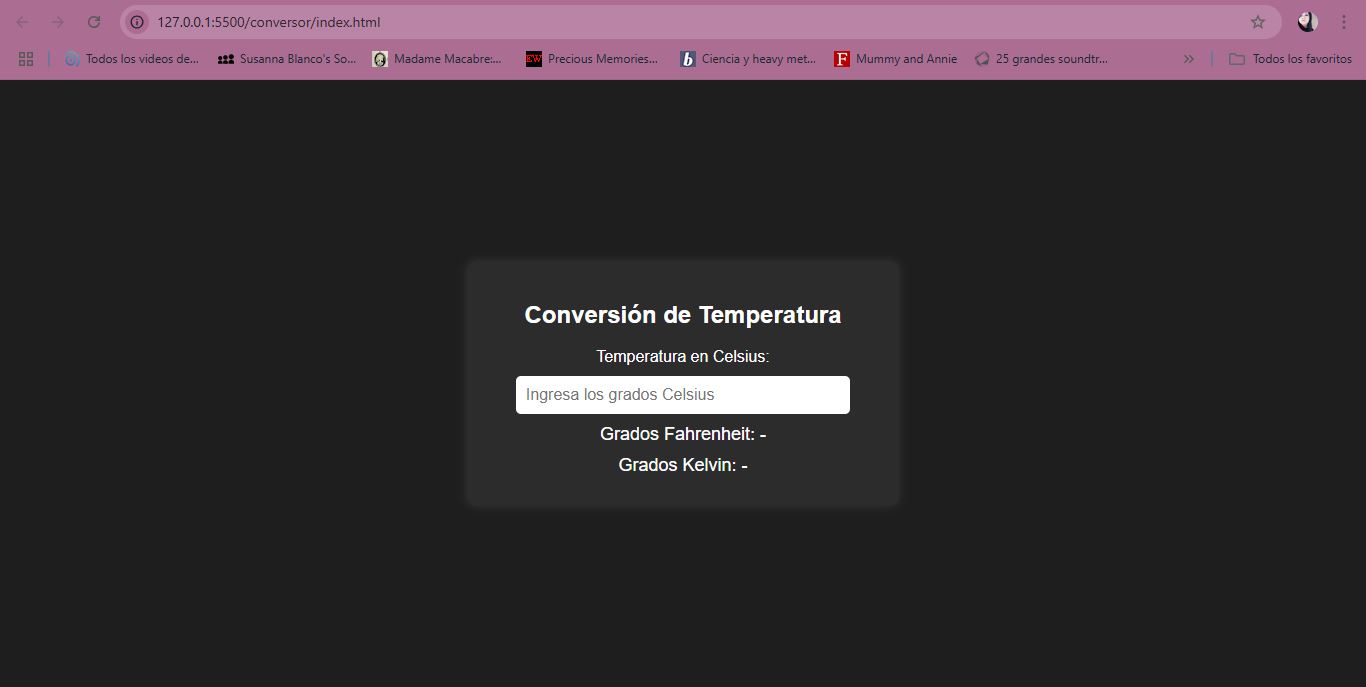 127.0.0.1:5500/conversor/index.html
Todos los videos de... Susanna Blanco's So... Madame Macabre:... EW Precious Memories... b Ciencia y heavy met... F Mummy and Annie 25 grandes soundtr... » Todos los favoritos
Conversión de Temperatura
Temperatura en Celsius:
Ingresa los grados Celsius
Grados Fahrenheit: -
Grados Kelvin: -